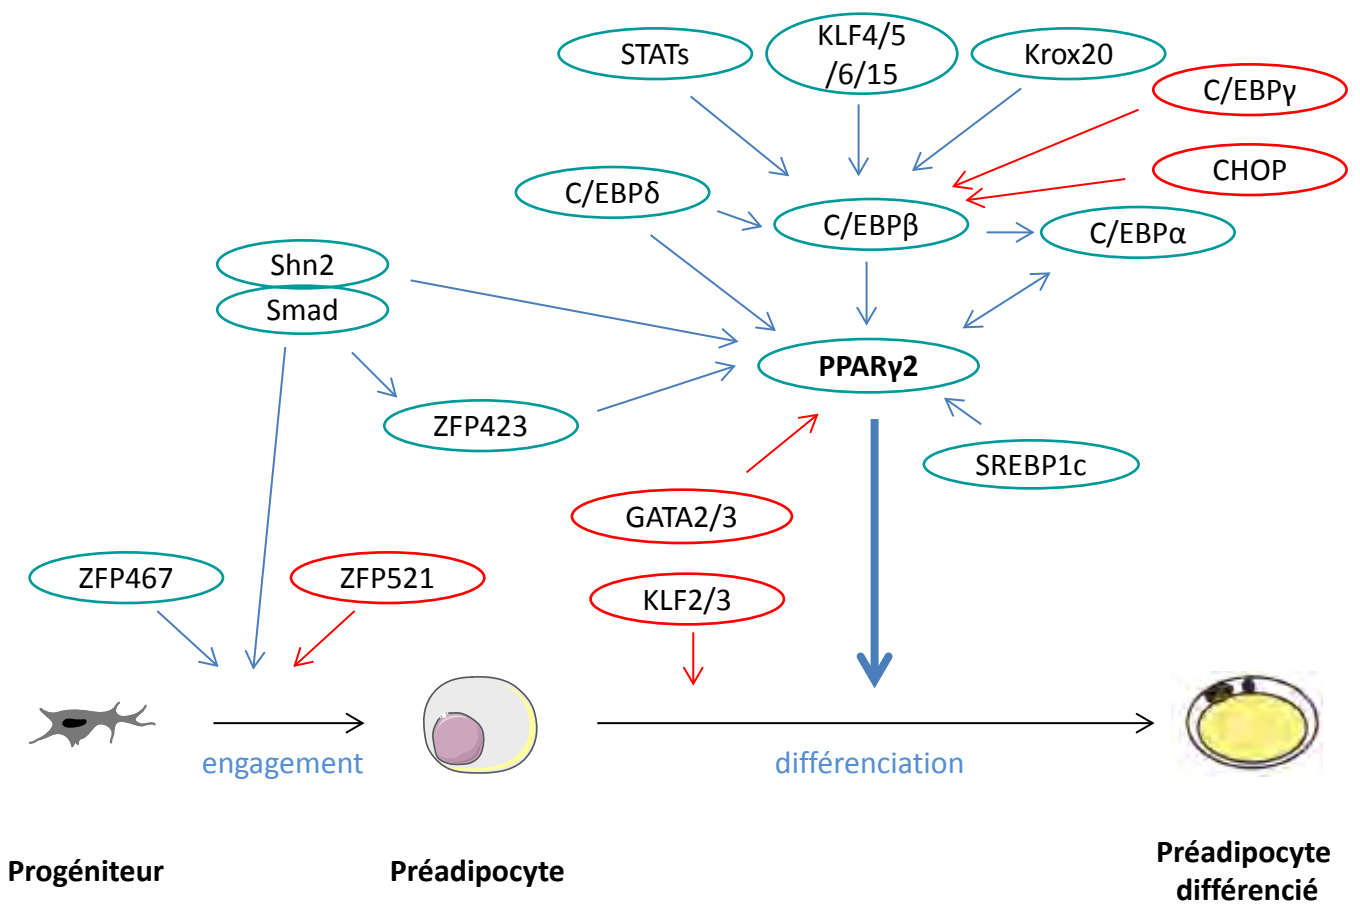 STATs
KLF4/5
/6/15
Krox20
C/EBPγ
CHOP
C/EBPδ
C/EBPβ
C/EBPα
Shn2
Smad
PPARγ2
ZFP423
SREBP1c
GATA2/3
ZFP467
ZFP521
KLF2/3
engagement
différenciation
Progéniteur
Préadipocyte
Préadipocyte
différencié